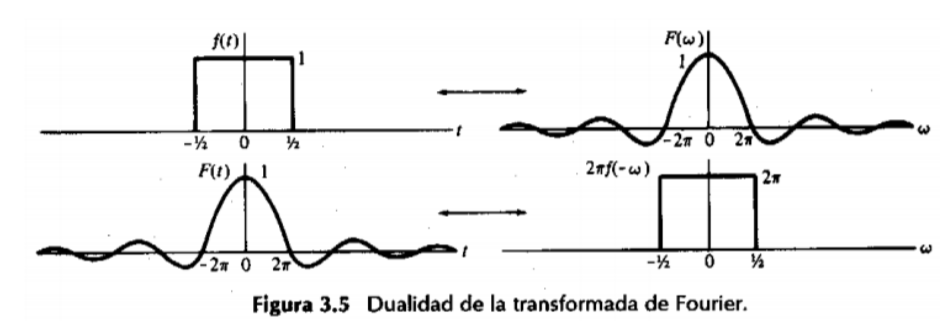 f(t)
1
-½ 0 ½ t
F(ω)
1
-2π 0 2π ω
F(t) 1
-2π 0 2π t
2πf(-ω)
2π
-½ 0 ½ ω
Figura 3.5 Dualidad de la transformada de Fourier.